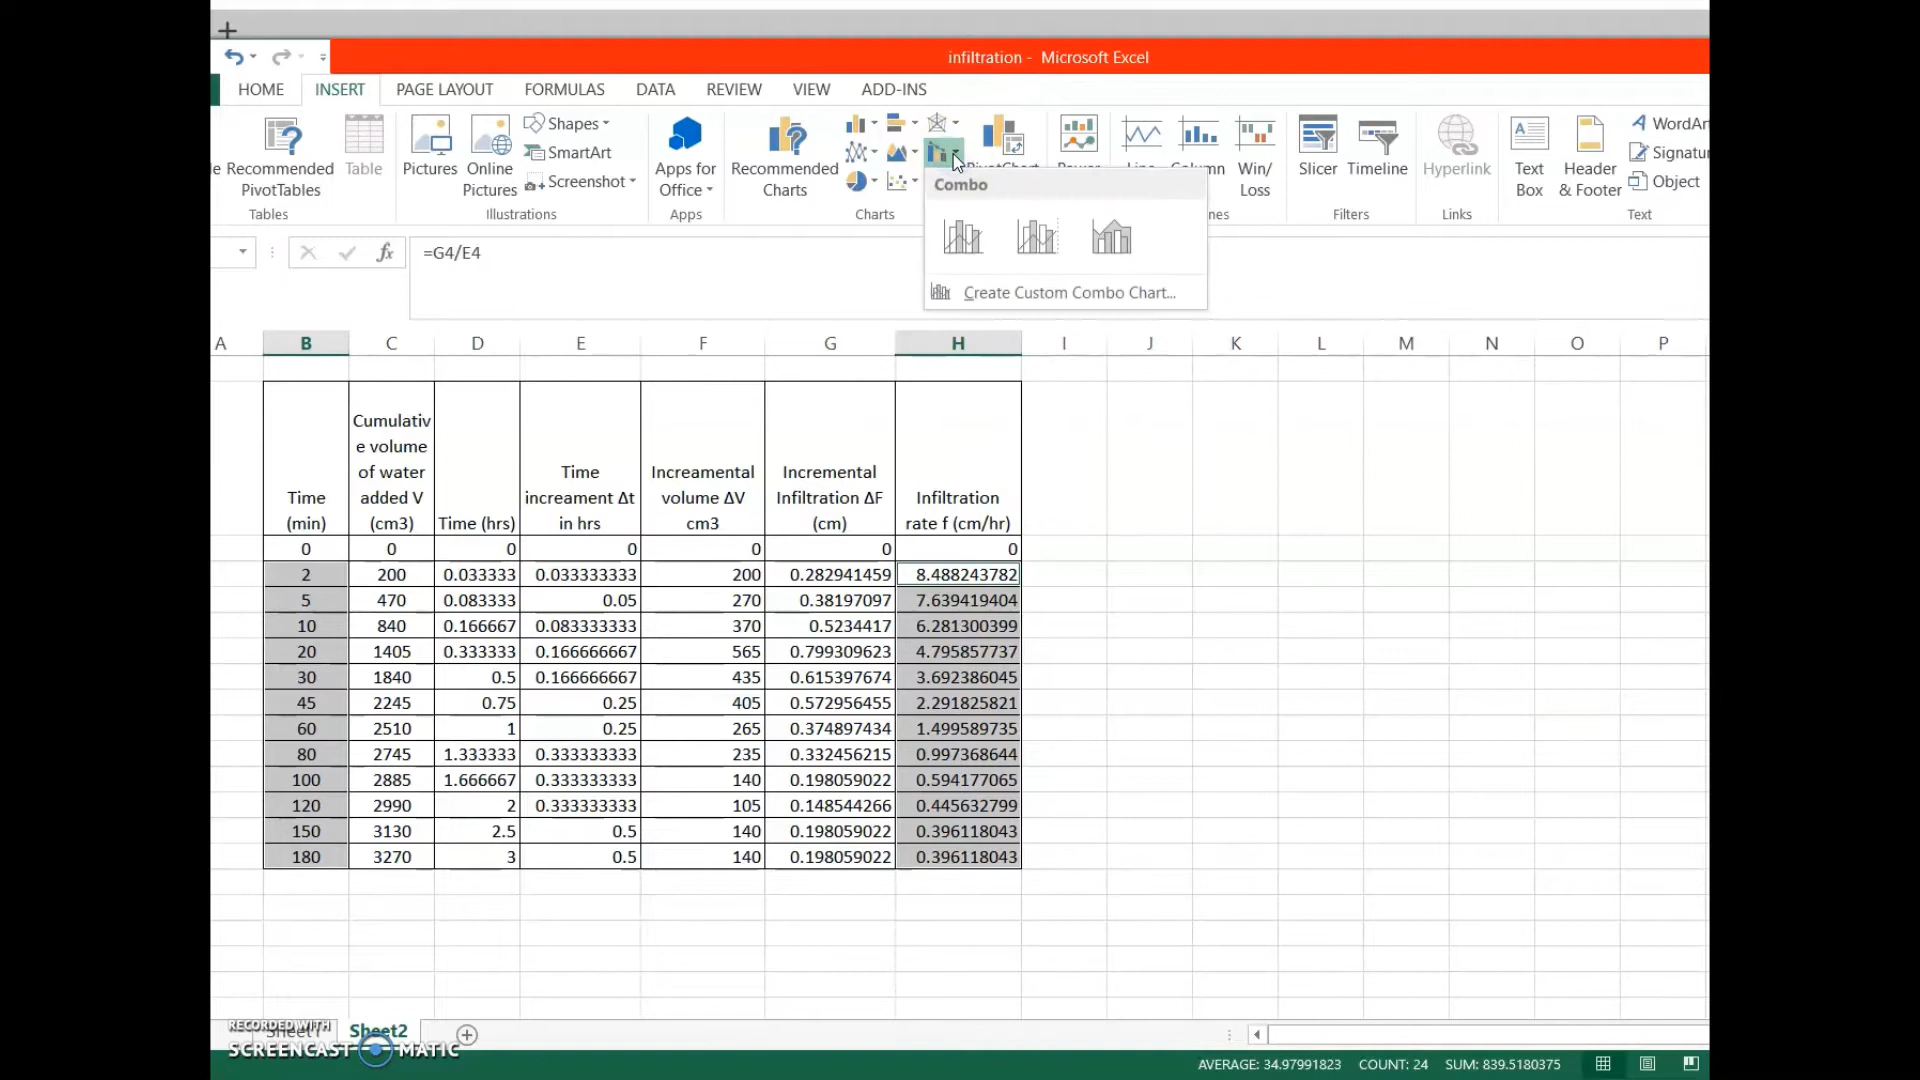 infiltration - Microsoft Excel
HOME INSERT PAGE LAYOUT FORMULAS DATA REVIEW VIEW ADD-INS
Recommended PivotTables
Table
Pictures
Online Pictures
Shapes
SmartArt
Screenshot
Apps for Office
Recommended Charts
PivotChart
Win/ Loss
Slicer
Timeline
Hyperlink
Text Box
Header & Footer
WordArt
Object
Tables Illustrations Apps Charts Filters Links Text
Combo
Create Custom Combo Chart...
fx =G4/E4
A B C D E F G H I J K L M N O P
Time (min)
Cumulativ
e volume
of water
added V
(cm3)
Time (hrs)
Time
increament Δt
in hrs
Increamental
volume ΔV
cm3
Incremental
Infiltration ΔF
(cm)
Infiltration
rate f (cm/hr)
0 0 0 0 0 0 0
2 200 0.033333 0.033333333 200 0.282941459 8.488243782
5 470 0.083333 0.05 270 0.38197097 7.639419404
10 840 0.166667 0.083333333 370 0.5234417 6.281300399
20 1405 0.333333 0.166666667 565 0.799309623 4.795857737
30 1840 0.5 0.166666667 435 0.615397674 3.692386045
45 2245 0.75 0.25 405 0.572956455 2.291825821
60 2510 1 0.25 265 0.374897434 1.499589735
80 2745 1.333333 0.333333333 235 0.332456215 0.997368644
100 2885 1.666667 0.333333333 140 0.198059022 0.594177065
120 2990 2 0.333333333 105 0.148544266 0.445632799
150 3130 2.5 0.5 140 0.198059022 0.396118043
180 3270 3 0.5 140 0.198059022 0.396118043
Sheet1 Sheet2
RECORDED WITH
SCREENCAST MATIC
AVERAGE: 34.97991823 COUNT: 24 SUM: 839.5180375